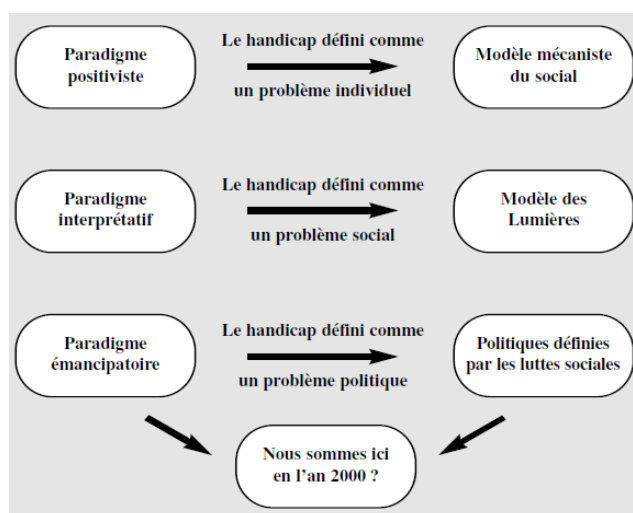 Paradigme
positiviste
Le handicap défini comme
un problème individuel
Modèle mécaniste
du social
Paradigme
interprétatif
Le handicap défini comme
un problème social
Modèle des
Lumières
Paradigme
émancipatoire
Le handicap défini comme
un problème politique
Politiques définies
par les luttes sociales
Nous sommes ici
en l'an 2000 ?